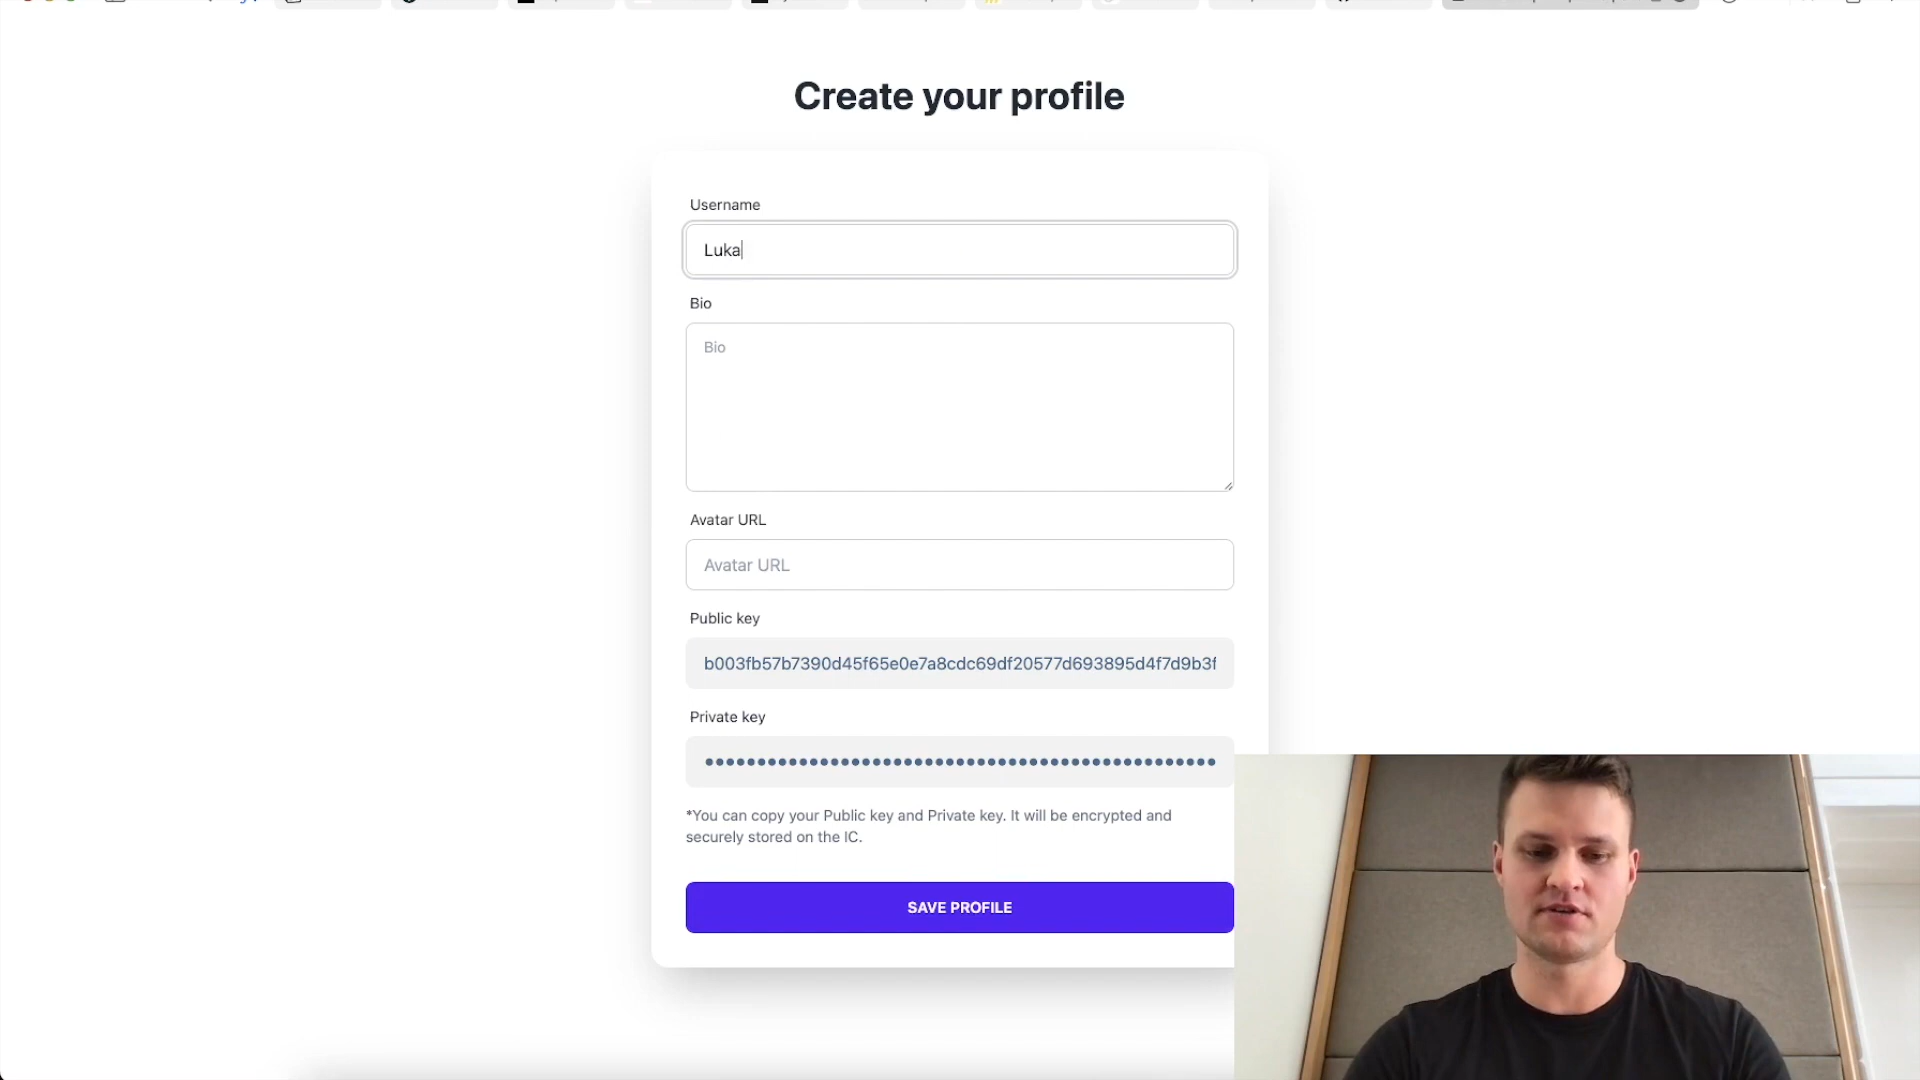 Create your profile
Username
Luka
Bio
Bio
Avatar URL
Avatar URL
Public key
b003fb57b7390d45f65e0e7a8cdc69df20577d693895d4f7d9b3f
Private key
*You can copy your Public key and Private key. It will be encrypted and
securely stored on the IC.
SAVE PROFILE